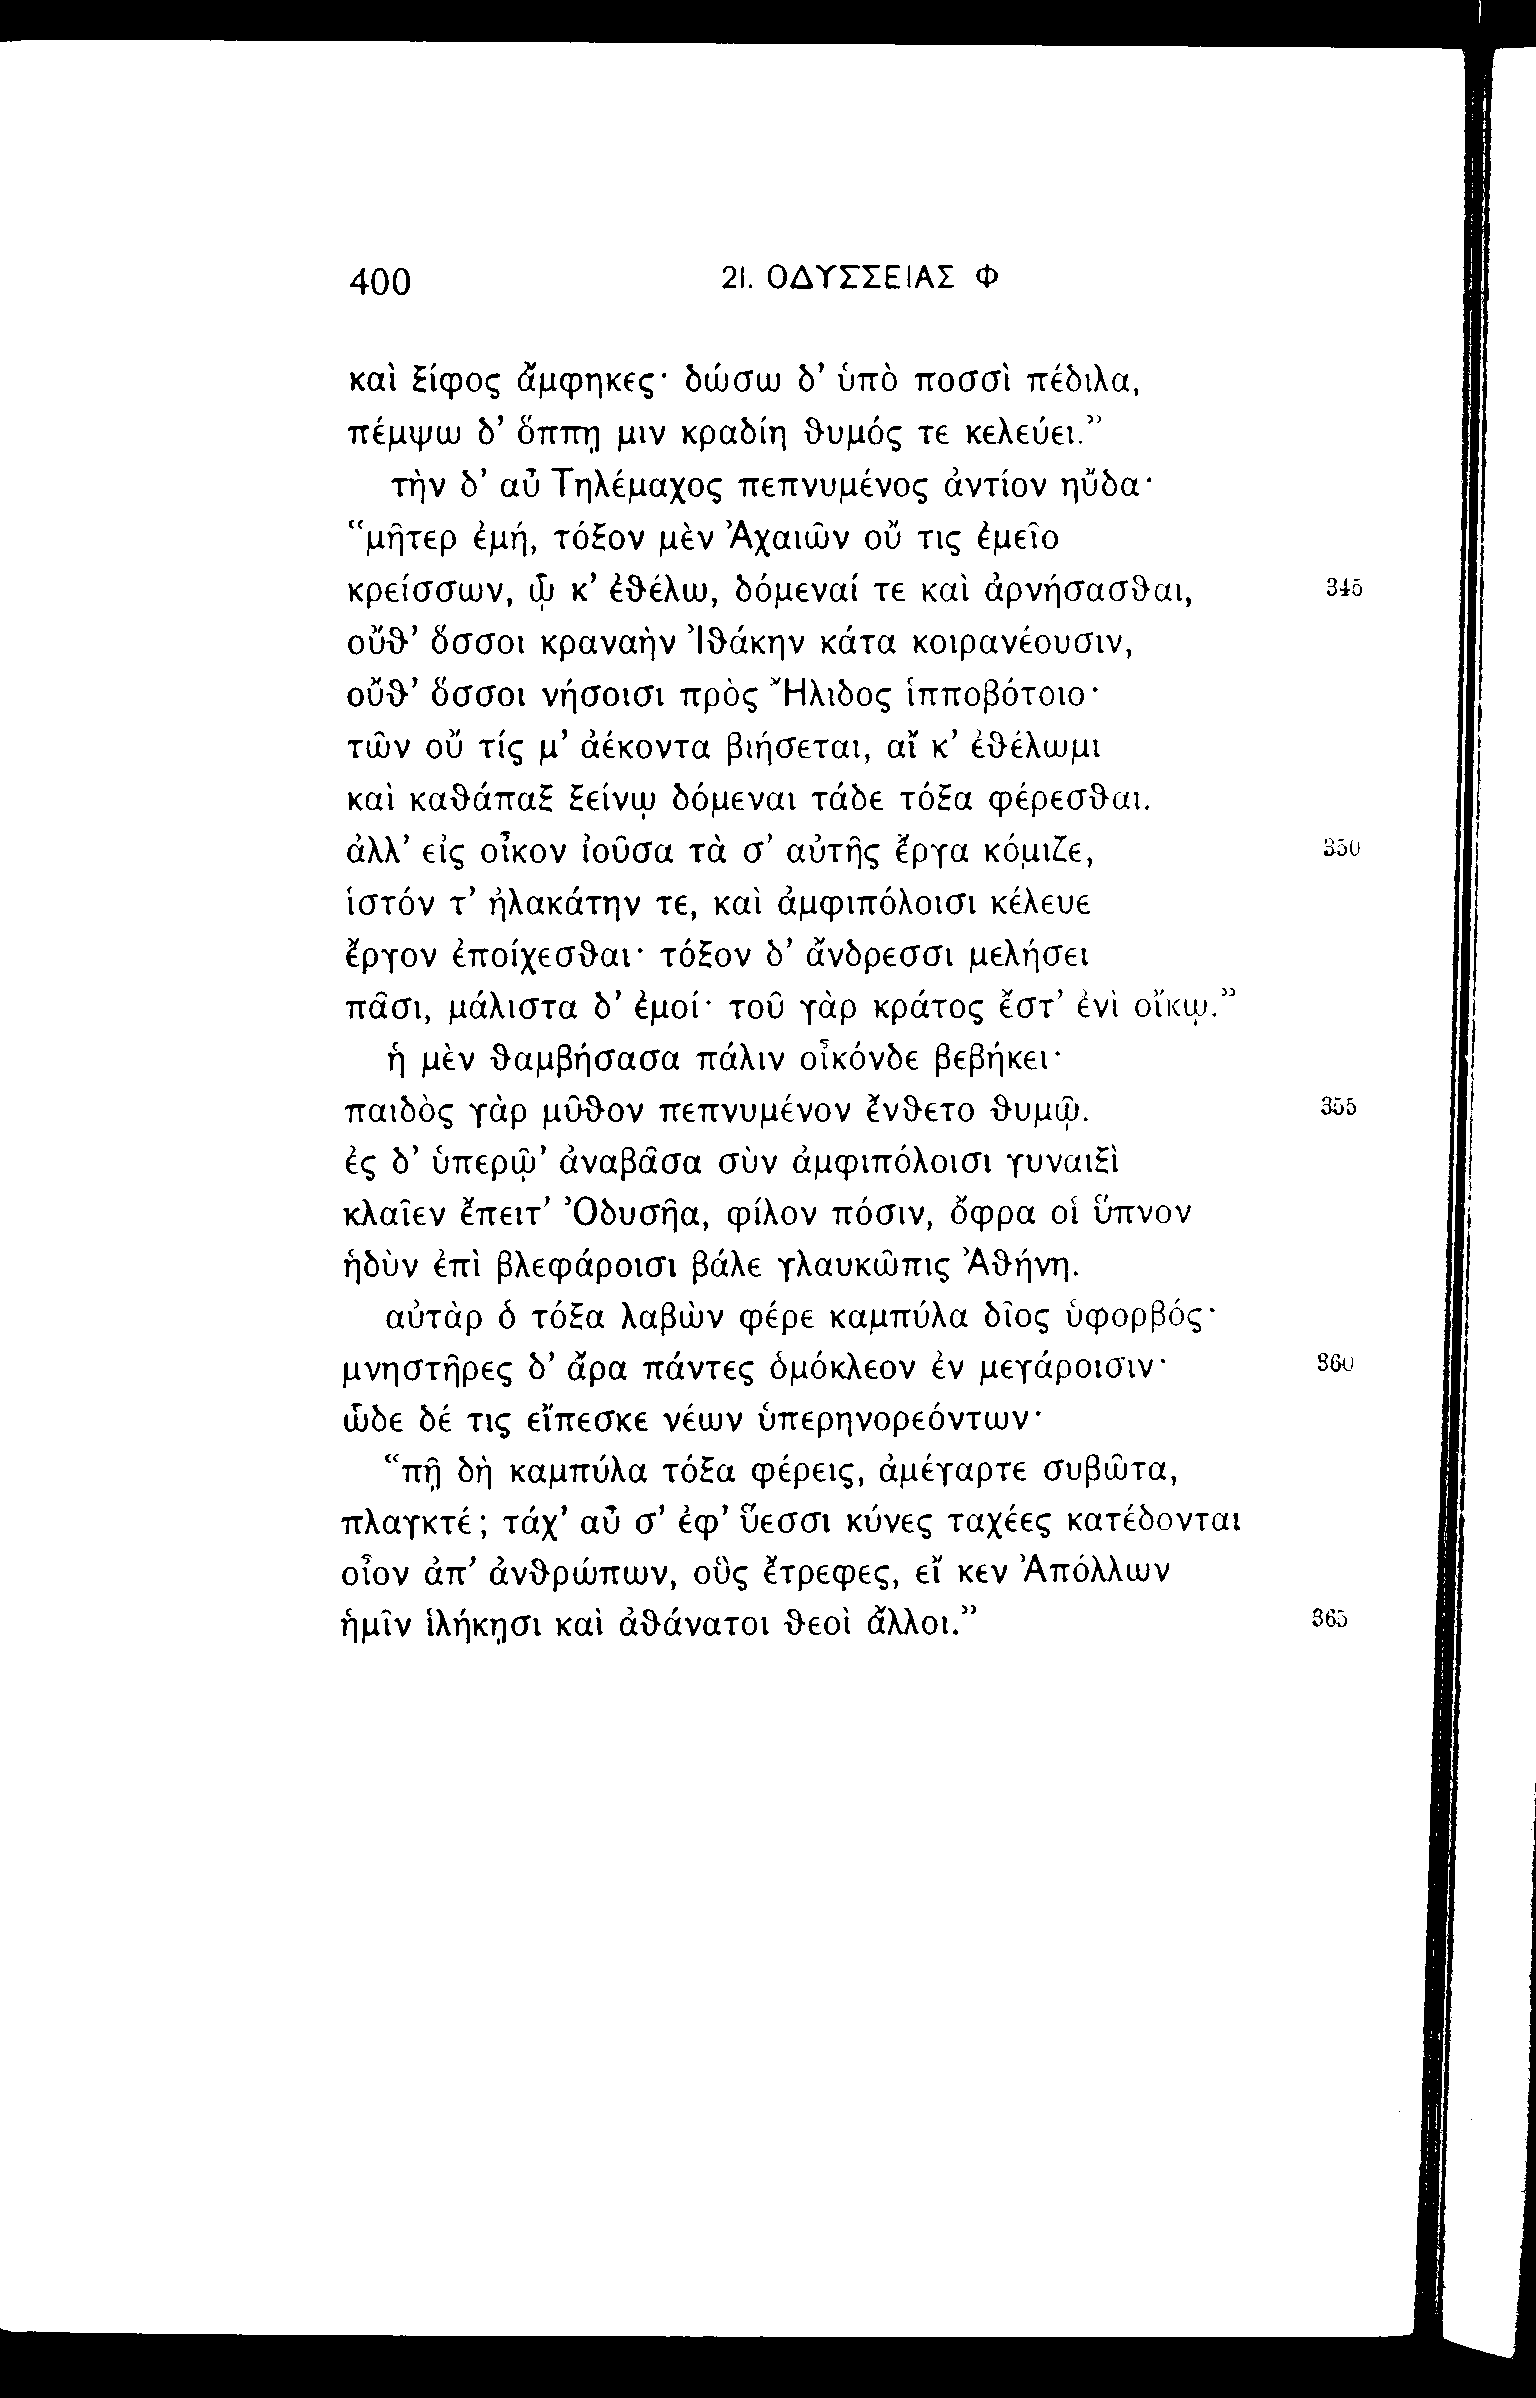 400 21. ΟΔΥΣΣΕΙΑΣ Φ
καὶ ξίφος ἄμφηκες· δώσω δ’ ὑπὸ ποσσὶ πέδιλα,
πέμψω δ’ ὅππῃ μιν κραδίη θυμός τε κελεύει.”
τὴν δ’ αὖ Τηλέμαχος πεπνυμένος ἀντίον ηὔδα·
“μῆτερ ἐμή, τόξον μὲν Ἀχαιῶν οὔ τις ἐμεῖο
κρείσσων, ᾧ κ’ ἐθέλω, δόμεναί τε καὶ ἀρνήσασθαι, 345
οὔθ’ ὅσσοι κραναὴν Ἰθάκην κάτα κοιρανέουσιν,
οὔθ’ ὅσσοι νήσοισι πρὸς Ἤλιδος ἱπποβότοιο·
τῶν οὔ τίς μ’ ἀέκοντα βιήσεται, αἴ κ’ ἐθέλωμι
καὶ καθάπαξ ξείνῳ δόμεναι τάδε τόξα φέρεσθαι.
ἀλλ’ εἰς οἶκον ἰοῦσα τὰ σ’ αὐτῆς ἔργα κόμιζε, 350
ἱστόν τ’ ἠλακάτην τε, καὶ ἀμφιπόλοισι κέλευε
ἔργον ἐποίχεσθαι· τόξον δ’ ἄνδρεσσι μελήσει
πᾶσι, μάλιστα δ’ ἐμοί· τοῦ γὰρ κράτος ἔστ’ ἐνὶ οἴκῳ.”
ἡ μὲν θαμβήσασα πάλιν οἶκόνδε βεβήκει·
παιδὸς γὰρ μῦθον πεπνυμένον ἔνθετο θυμῷ. 355
ἐς δ’ ὑπερῷ’ ἀναβᾶσα σὺν ἀμφιπόλοισι γυναιξὶ
κλαῖεν ἔπειτ’ Ὀδυσῆα, φίλον πόσιν, ὄφρα οἱ ὕπνον
ἡδὺν ἐπὶ βλεφάροισι βάλε γλαυκῶπις Ἀθήνη.
αὐτὰρ ὁ τόξα λαβὼν φέρε καμπύλα δῖος ὑφορβός·
μνηστῆρες δ’ ἄρα πάντες ὁμόκλεον ἐν μεγάροισιν· 360
ὧδε δέ τις εἴπεσκε νέων ὑπερηνορεόντων·
“πῇ δὴ καμπύλα τόξα φέρεις, ἀμέγαρτε συβῶτα,
πλαγκτέ; τάχ’ αὖ σ’ ἐφ’ ὕεσσι κύνες ταχέες κατέδονται
οἶον ἀπ’ ἀνθρώπων, οὓς ἔτρεφες, εἴ κεν Ἀπόλλων
ἡμῖν ἱλήκῃσι καὶ ἀθάνατοι θεοὶ ἄλλοι.” 365